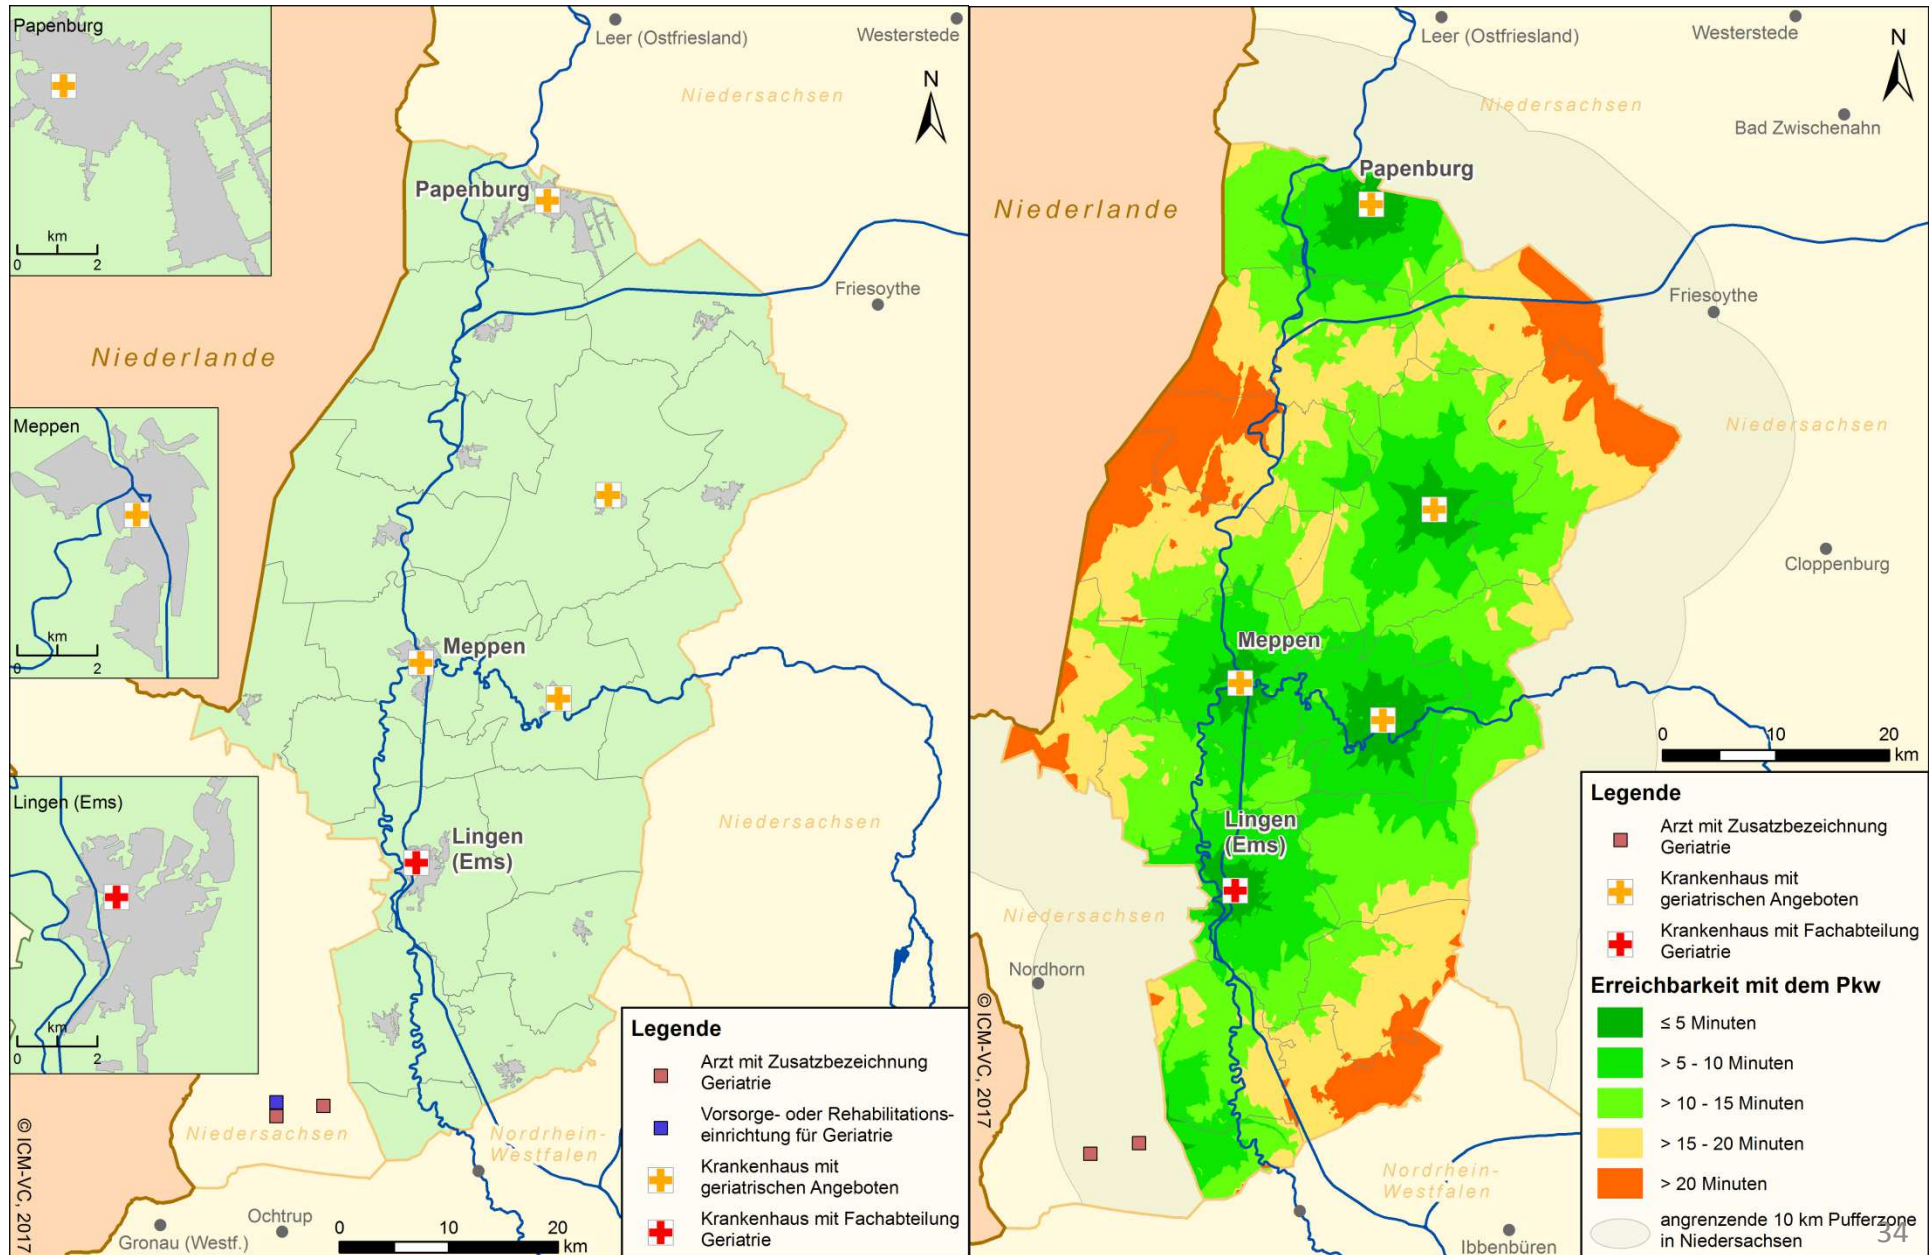 Papenburg
km
0 2
Leer (Ostfriesland)
Westerstede
Niedersachsen
N
Papenburg
Niederlande
Friesoythe
Meppen
km
0 2
Meppen
Lingen (Ems)
km
0 2
Lingen
(Ems)
Niedersachsen
Niedersachsen
Nordrhein-
Westfalen
Ochtrup
Gronau (Westf.)
© ICM-VC, 2017
0 10 20
km
Legende
Arzt mit Zusatzbezeichnung
Geriatrie
Vorsorge- oder Rehabilitations-
einrichtung für Geriatrie
Krankenhaus mit
geriatrischen Angeboten
Krankenhaus mit Fachabteilung
Geriatrie
Leer (Ostfriesland)
Westerstede
N
Niedersachsen
Bad Zwischenahn
Papenburg
Niederlande
Friesoythe
Niedersachsen
Cloppenburg
Meppen
0 10 20
km
Lingen
(Ems)
Niedersachsen
Nordhorn
© ICM-VC, 2017
Nordrhein-
Westfalen
Ibbenbüren
Legende
Arzt mit Zusatzbezeichnung
Geriatrie
Krankenhaus mit
geriatrischen Angeboten
Krankenhaus mit Fachabteilung
Geriatrie
Erreichbarkeit mit dem Pkw
≤ 5 Minuten
> 5 - 10 Minuten
> 10 - 15 Minuten
> 15 - 20 Minuten
> 20 Minuten
angrenzende 10 km Pufferzone
in Niedersachsen
34